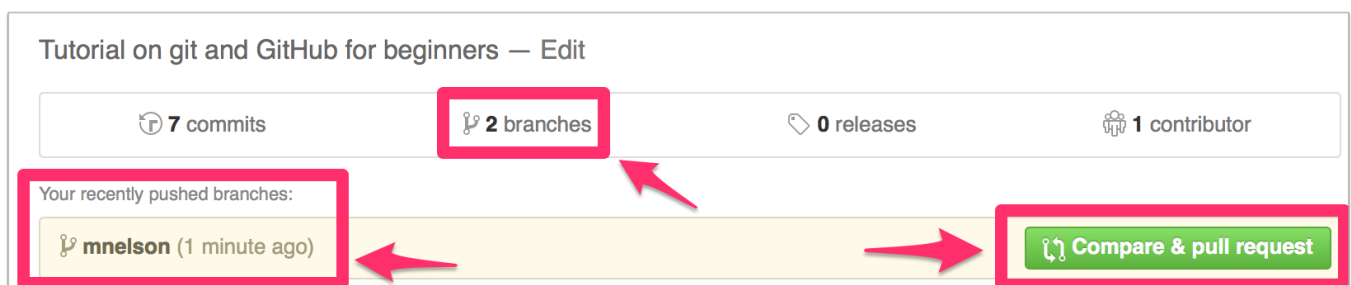 Tutorial on git and GitHub for beginners — Edit
7 commits
2 branches
0 releases
1 contributor
Your recently pushed branches:
mnelson (1 minute ago)
Compare & pull request